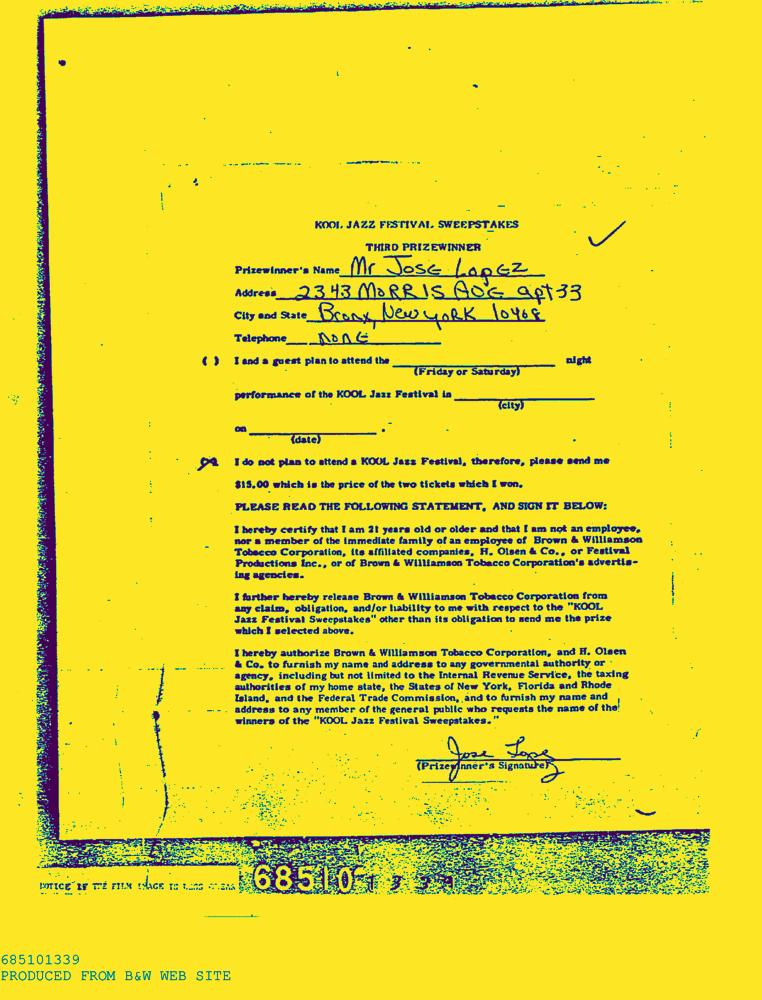 KOOL JAZZ FESTIVAL SWEEPSTAKES
THIRD PRIZEWINNER
Prizewinner's Name Mr JOSE LOPEZ
Address 2343 MORRIS AVE apt 33
City and State Bronx, New york 10468
Telephone NONE
( ) I and a guest plan to attend the ____ night
(Friday or Saturday)
performance of the KOOL Jazz Festival in ____
(city)
on ____.
(date)
I do not plan to attend a KOOL Jazz Festival, therefore, please send me
$15.00 which is the price of the two tickets which I won.
PLEASE READ THE FOLLOWING STATEMENT, AND SIGN IT BELOW:
I hereby certify that I am 21 years old or older and that I am not an employee,
nor a member of the immediate family of an employee of Brown & Williamson
Tobacco Corporation, its affiliated companies, H. Olsen & Co., or Festival
Productions Inc., or of Brown & Williamson Tobacco Corporation's advertis-
ing agencies.
I further hereby release Brown & Williamson Tobacco Corporation from
any claim, obligation, and/or liability to me with respect to the "KOOL
Jazz Festival Sweepstakes" other than its obligation to send me the prize
which I selected above.
I hereby authorize Brown & Williamson Tobacco Corporation, and H. Olsen
& Co. to furnish my name and address to any governmental authority or
agency, including but not limited to the Internal Revenue Service, the taxing
authorities of my home state, the States of New York, Florida and Rhode
Island, and the Federal Trade Commission, and to furnish my name and
address to any member of the general public who requests the name of the
winners of the "KOOL Jazz Festival Sweepstakes."
Jose Lopez
(Prizewinner's Signature)
NOTICE IF THE FILM IMAGE IS LESS CLEAR
68510 1339
685101339
PRODUCED FROM B&W WEB SITE